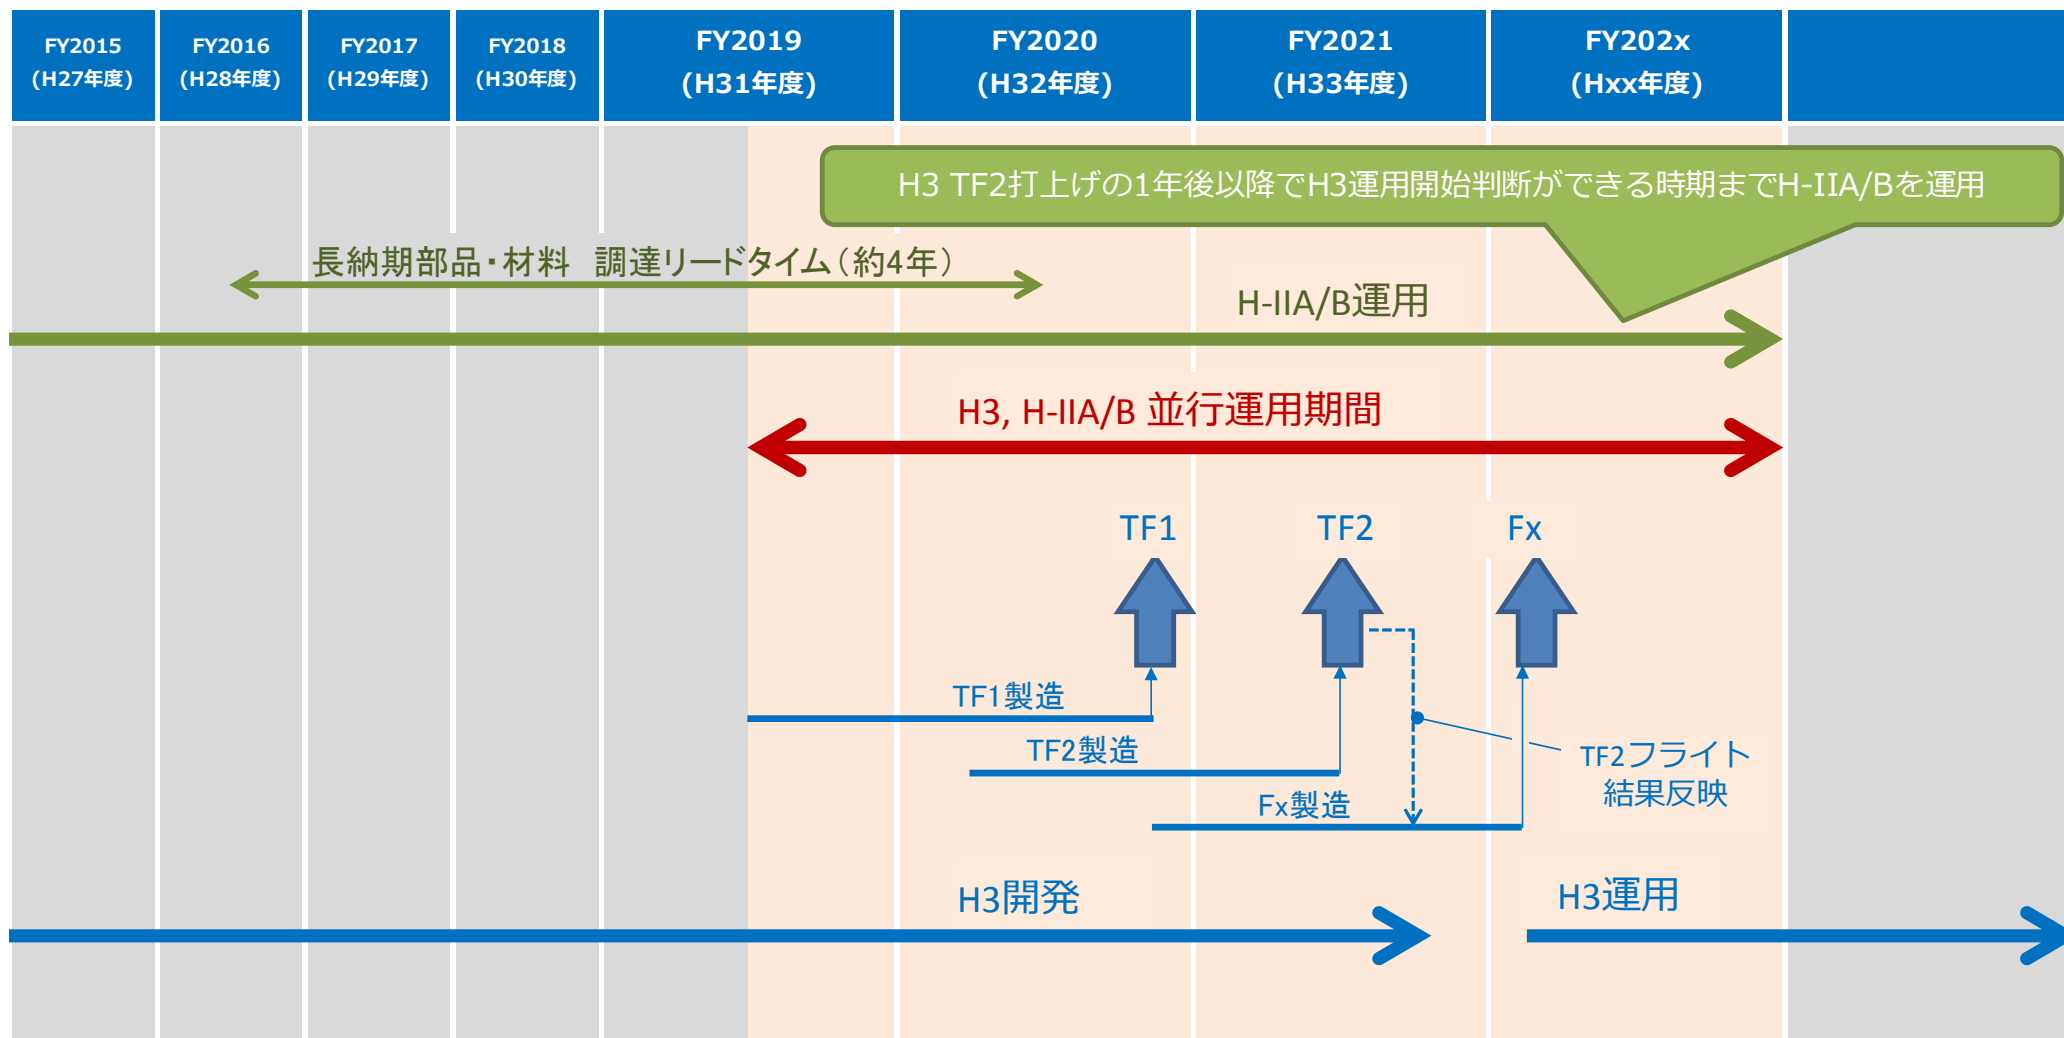 FY2015
(H27年度)
FY2016
(H28年度)
FY2017
(H29年度)
FY2018
(H30年度)
FY2019
(H31年度)
FY2020
(H32年度)
FY2021
(H33年度)
FY202x
(Hxx年度)
H3 TF2打上げの1年後以降でH3運用開始判断ができる時期までH-IIA/Bを運用
長納期部品・材料　調達リードタイム（約4年）
H-IIA/B運用
H3, H-IIA/B 並行運用期間
TF1
TF2
Fx
TF1製造
TF2製造
Fx製造
TF2フライト
結果反映
H3開発
H3運用